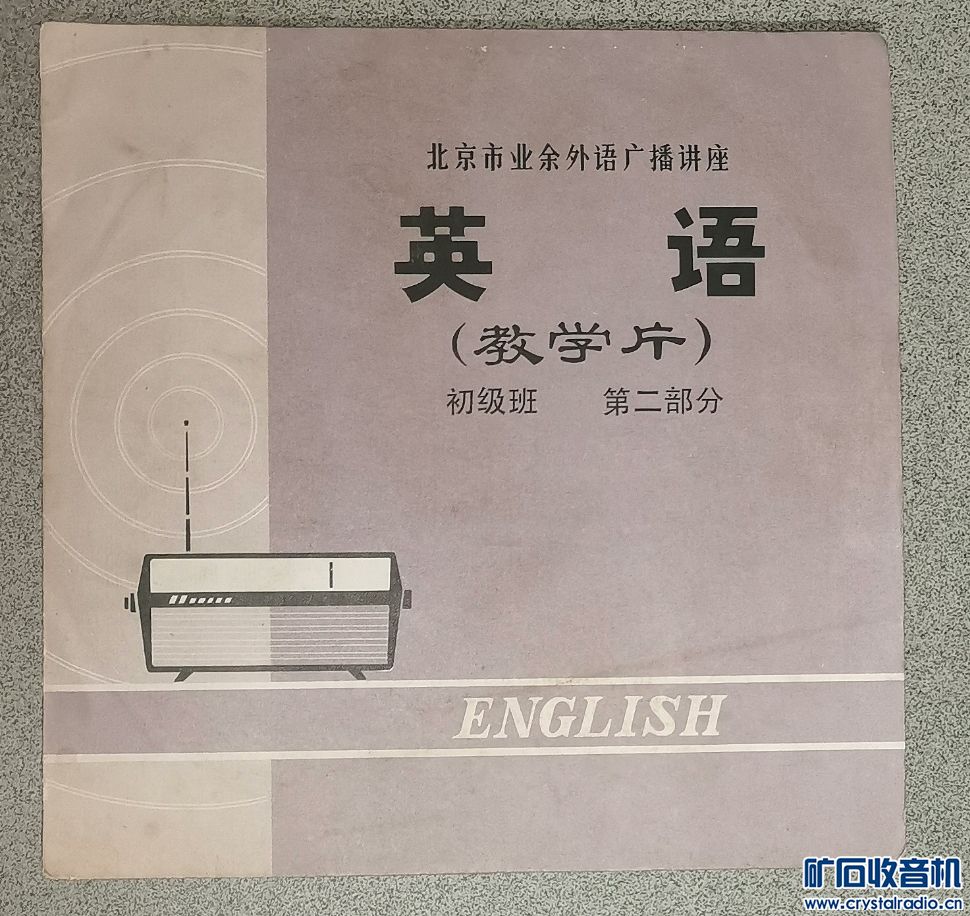 北京市业余外语广播讲座
英 语
(教学片)
初级班 第二部分
ENGLISH
矿石收音机
www.crystalradio.cn